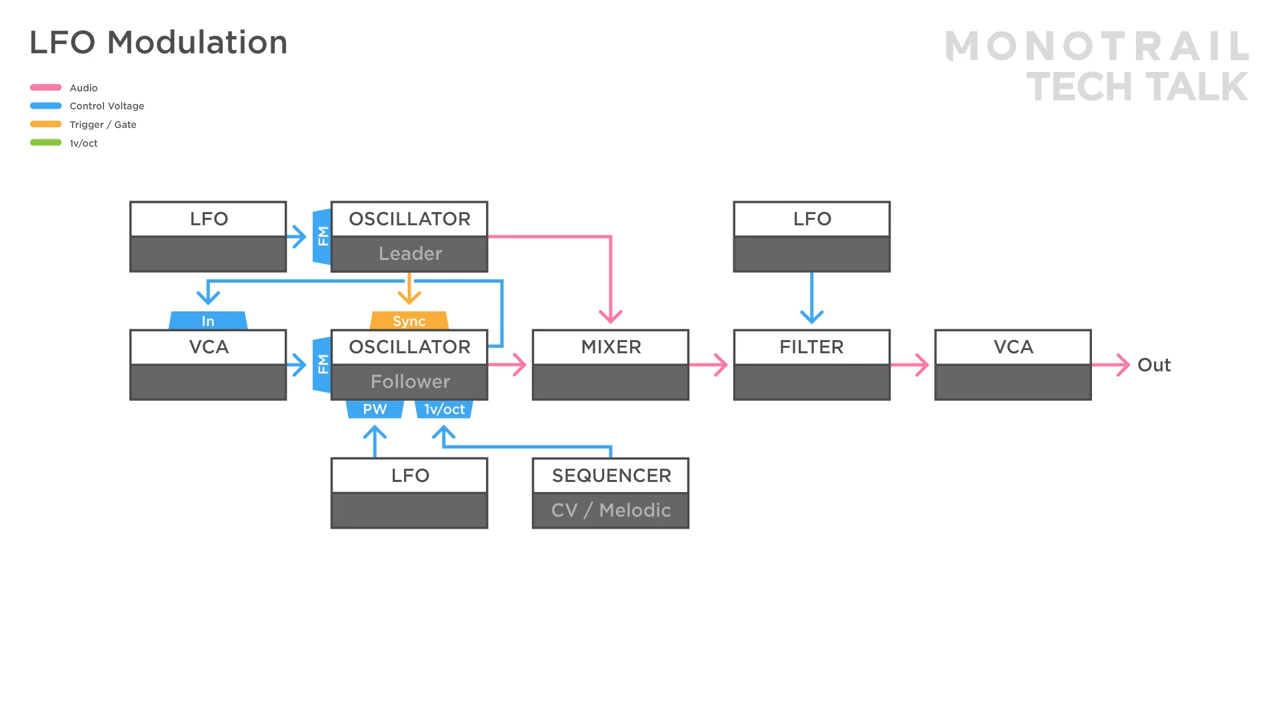 LFO Modulation
MONOTRAIL
TECH TALK
Audio
Control Voltage
Trigger / Gate
1v/oct
LFO
FM
OSCILLATOR
Leader
LFO
In
Sync
VCA
FM
OSCILLATOR
Follower
MIXER
FILTER
VCA
Out
PW
1v/oct
LFO
SEQUENCER
CV / Melodic